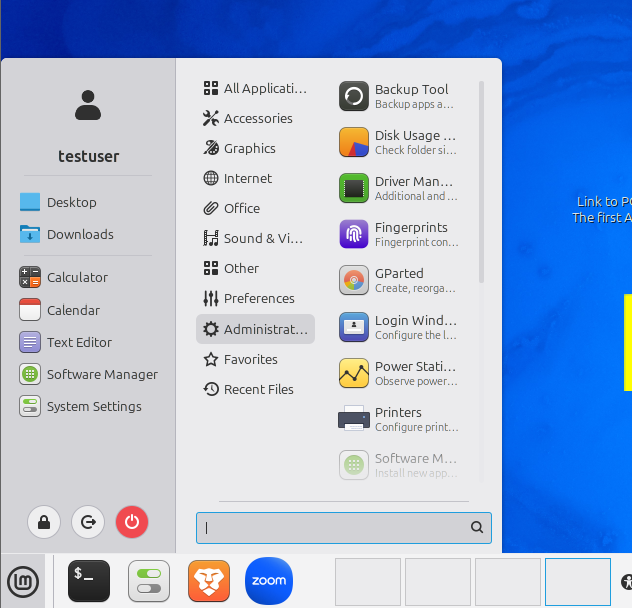 testuser
Desktop
Downloads
Calculator
Calendar
Text Editor
Software Manager
System Settings
All Applicati...
Accessories
Graphics
Internet
Office
Sound & Vi...
Other
Preferences
Administrat...
Favorites
Recent Files
Backup Tool
Backup apps a...
Disk Usage ...
Check folder si...
Driver Man...
Additional and ...
Fingerprints
Fingerprint con...
GParted
Create, reorga...
Login Wind...
Configure the l...
Power Stati...
Observe power...
Printers
Configure print...
Software M...
Install new app...
Link to PC
The first A
$_
zoom